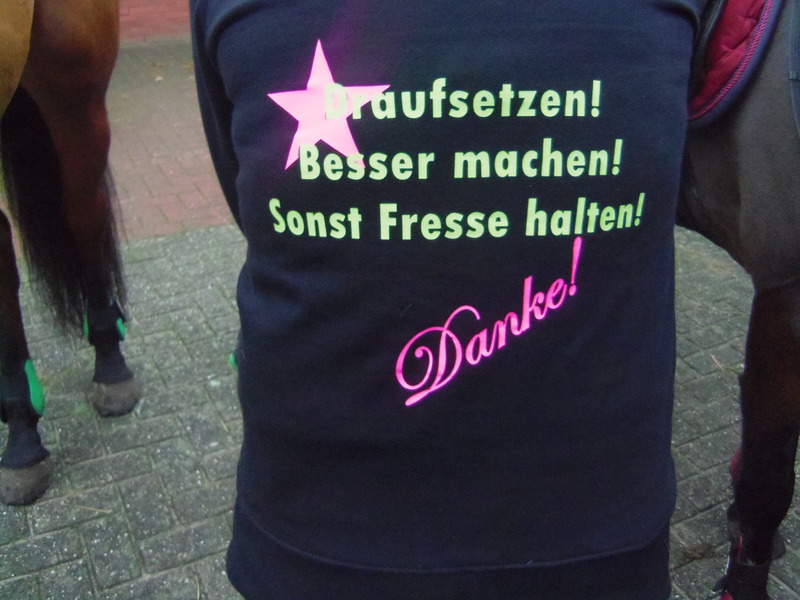 Draufsetzen!
Besser machen!
Sonst Fresse halten!
Danke!